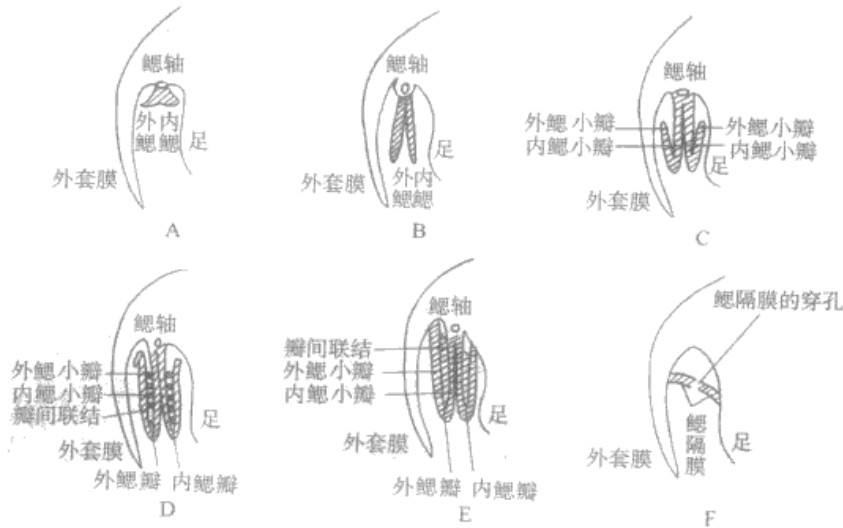 鳃轴
外内
鳃鳃
足
外套膜
A
鳃轴
足
外套膜
外内
鳃鳃
B
鳃轴
外鳃小瓣
外鳃小瓣
内鳃小瓣
内鳃小瓣
足
外套膜
C
鳃轴
外鳃小瓣
内鳃小瓣
瓣间联结
足
外套膜
外鳃瓣
内鳃瓣
D
鳃轴
瓣间联结
外鳃小瓣
内鳃小瓣
足
外套膜
外鳃瓣
内鳃瓣
E
鳃隔膜的穿孔
鳃
隔
膜
足
外套膜
F